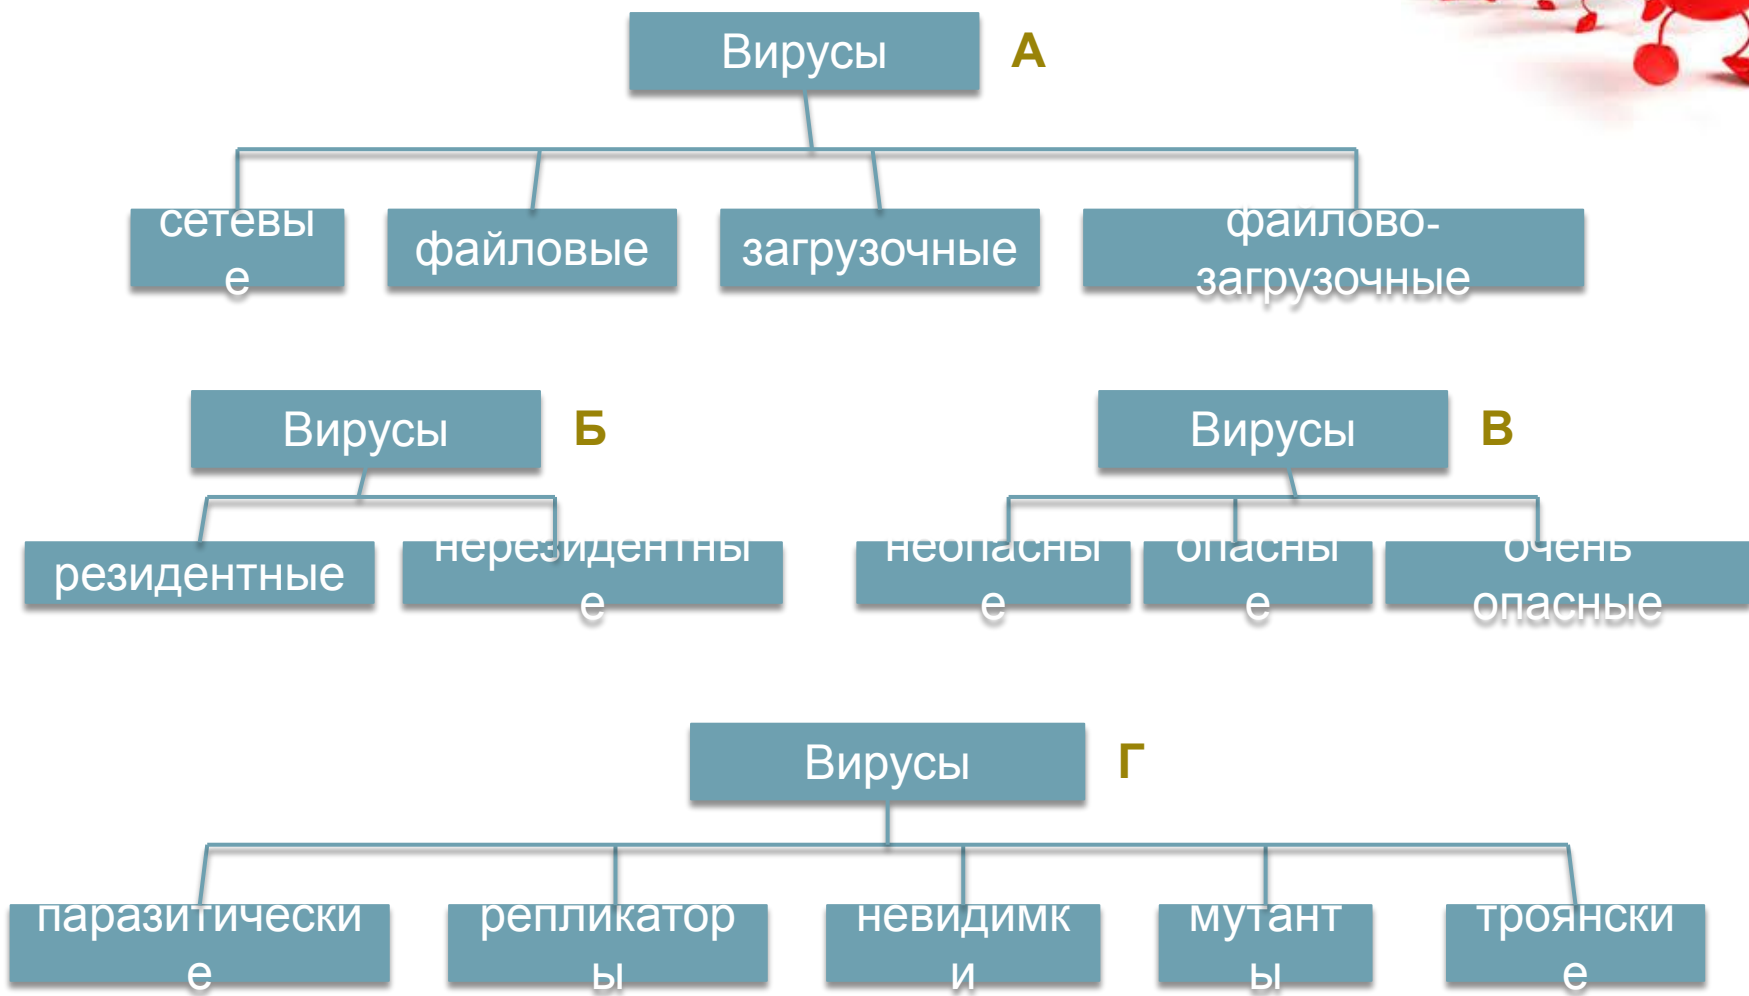 Вирусы
А
сетевы
е
файловые
загрузочные
файлово-
загрузочные
Вирусы
Б
резидентные
нерезидентны
е
Вирусы
В
неопасны
е
опасны
е
очень
опасные
Вирусы
Г
паразитически
е
репликатор
ы
невидимк
и
мутант
ы
троянски
е